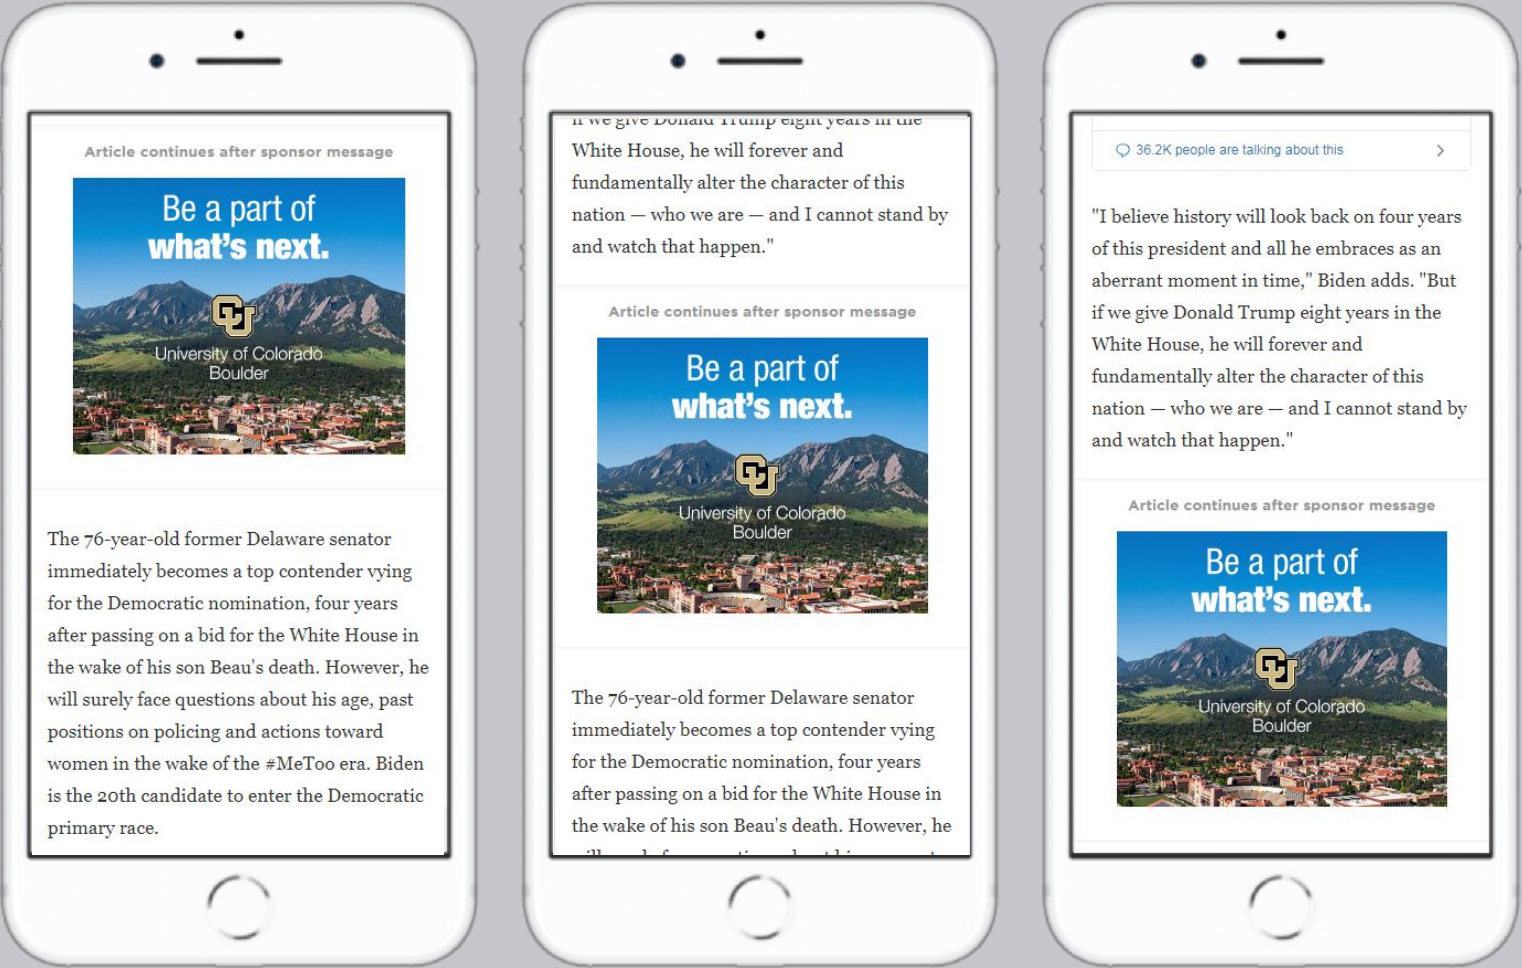 Article continues after sponsor message
Be a part of
what's next.
CU
University of Colorado
Boulder
The 76-year-old former Delaware senator
immediately becomes a top contender vying
for the Democratic nomination, four years
after passing on a bid for the White House in
the wake of his son Beau's death. However, he
will surely face questions about his age, past
positions on policing and actions toward
women in the wake of the #MeToo era. Biden
is the 20th candidate to enter the Democratic
primary race.
if we give Donald Trump eight years in the
White House, he will forever and
fundamentally alter the character of this
nation — who we are — and I cannot stand by
and watch that happen."
Article continues after sponsor message
Be a part of
what's next.
CU
University of Colorado
Boulder
The 76-year-old former Delaware senator
immediately becomes a top contender vying
for the Democratic nomination, four years
after passing on a bid for the White House in
the wake of his son Beau's death. However, he
36.2K people are talking about this
"I believe history will look back on four years
of this president and all he embraces as an
aberrant moment in time," Biden adds. "But
if we give Donald Trump eight years in the
White House, he will forever and
fundamentally alter the character of this
nation — who we are — and I cannot stand by
and watch that happen."
Article continues after sponsor message
Be a part of
what's next.
CU
University of Colorado
Boulder